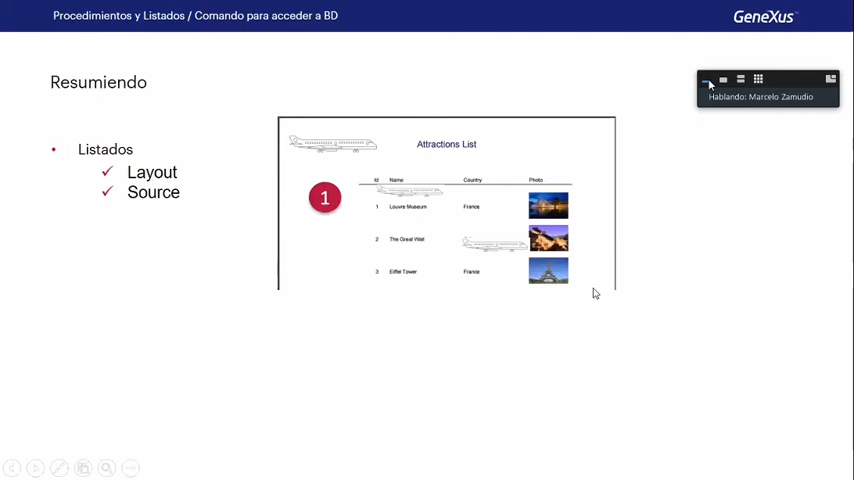 Procedimientos y Listados / Comando para acceder a BD
GeneXus
Resumiendo
Hablando: Marcelo Zamudio
• Listados
✓ Layout
✓ Source
Attractions List
Id Name Country Photo
1
1 Louvre Museum France
2 The Great Wall
3 Eiffel Tower France